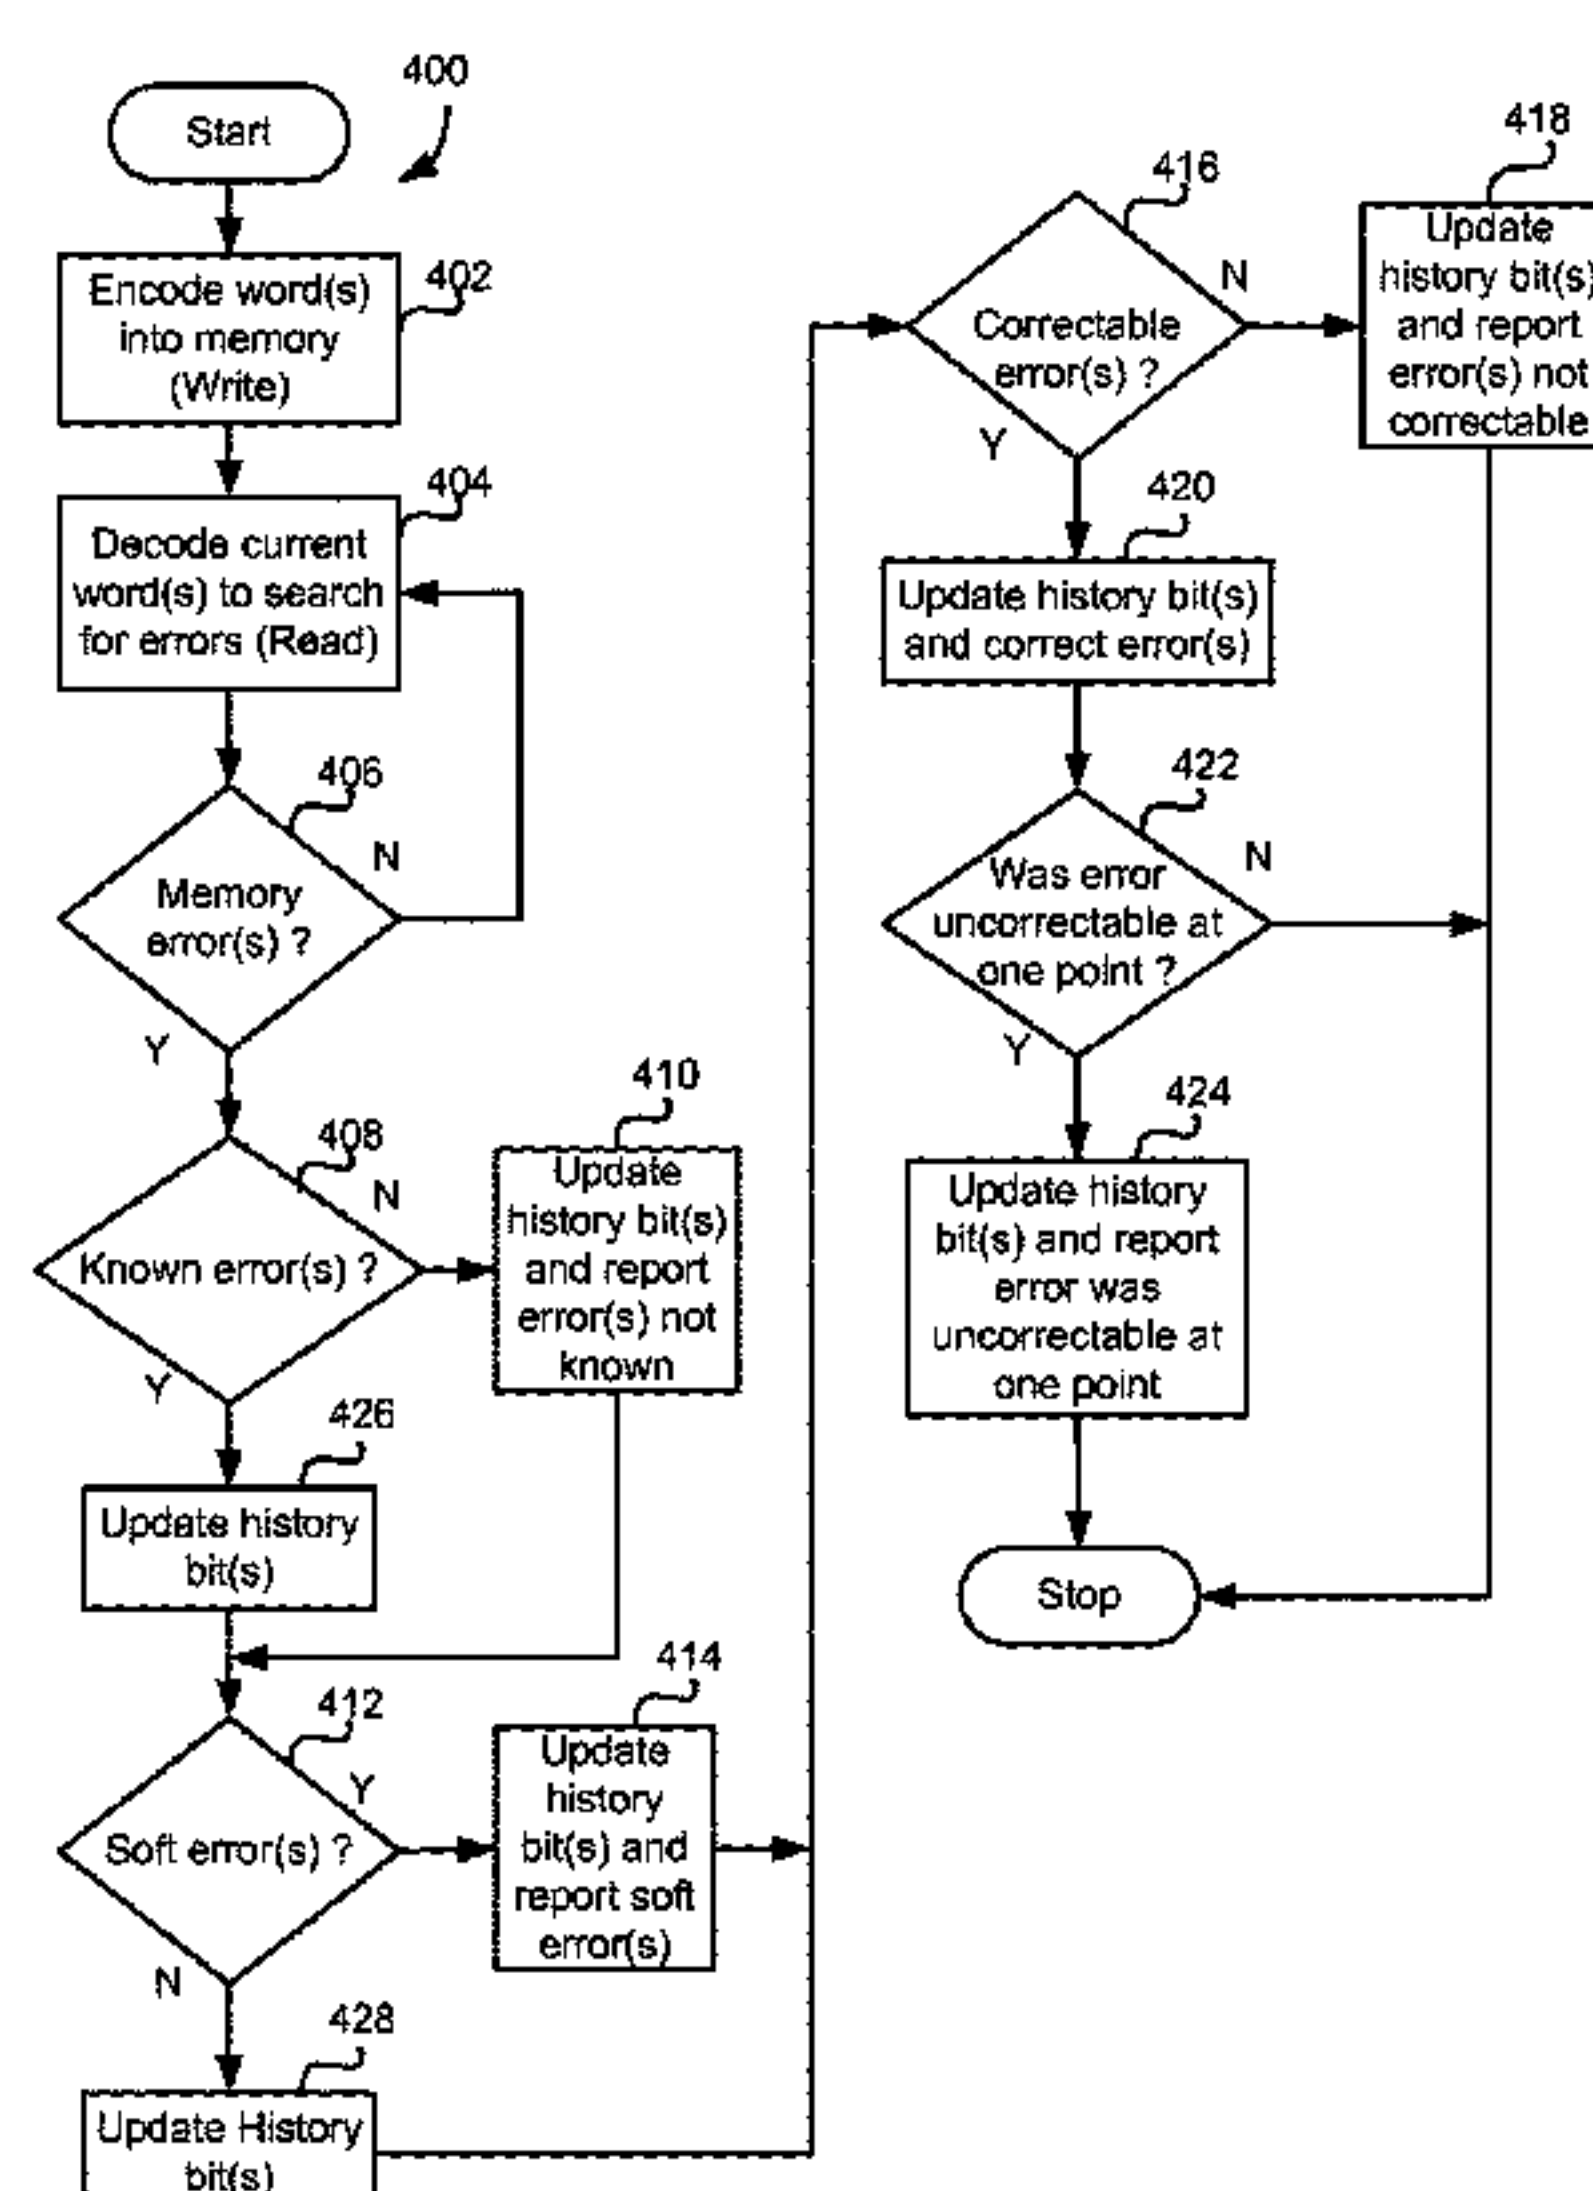 400
Start
402
Encode word(s)
into memory
(Write)
404
Decode current
word(s) to search
for errors (Read)
406
N
Memory
error(s) ?
Y
408
N
Known error(s) ?
Y
410
Update
history bit(s)
and report
error(s) not
known
426
Update history
bit(s)
412
Y
Soft error(s) ?
N
414
Update
history
bit(s) and
report soft
error(s)
428
Update History
bit(s)
416
N
Correctable
error(s) ?
Y
418
Update
history bit(s)
and report
error(s) not
correctable
420
Update history bit(s)
and correct error(s)
422
N
Was error
uncorrectable at
one point ?
Y
424
Update history
bit(s) and report
error was
uncorrectable at
one point
Stop